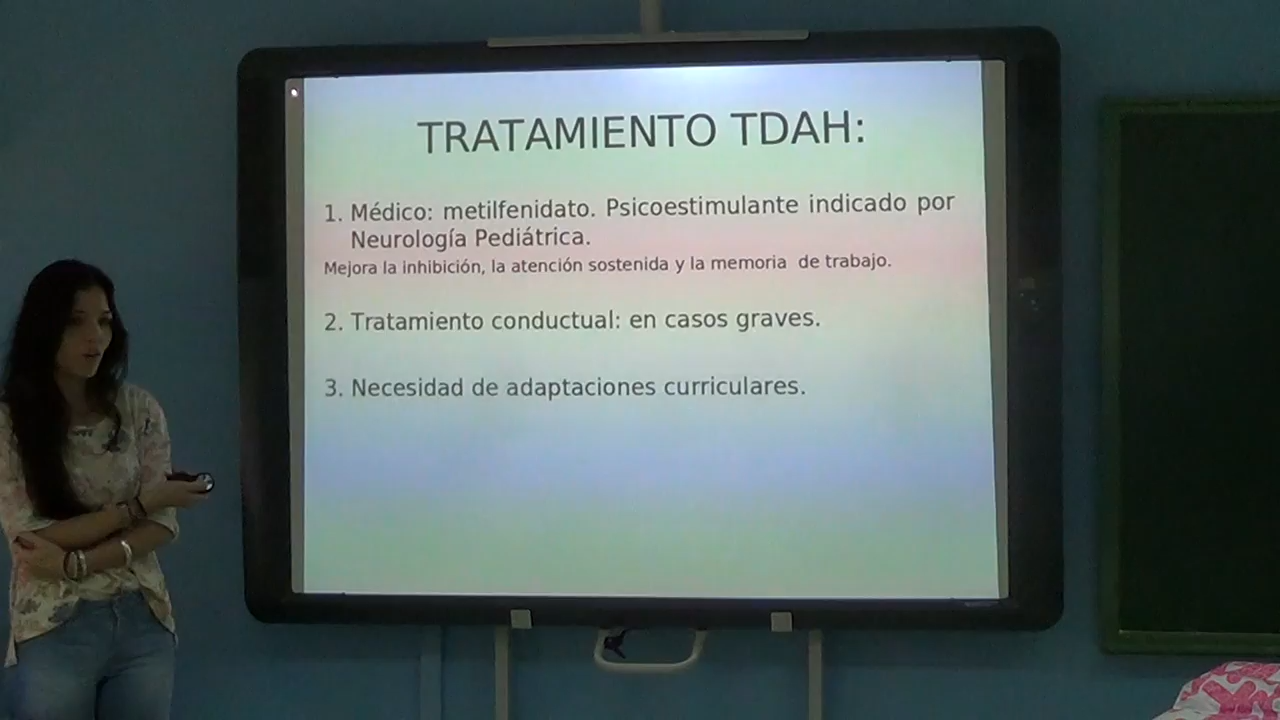 TRATAMIENTO TDAH:
1. Médico: metilfenidato. Psicoestimulante indicado por
Neurología Pediátrica.
Mejora la inhibición, la atención sostenida y la memoria de trabajo.
2. Tratamiento conductual: en casos graves.
3. Necesidad de adaptaciones curriculares.